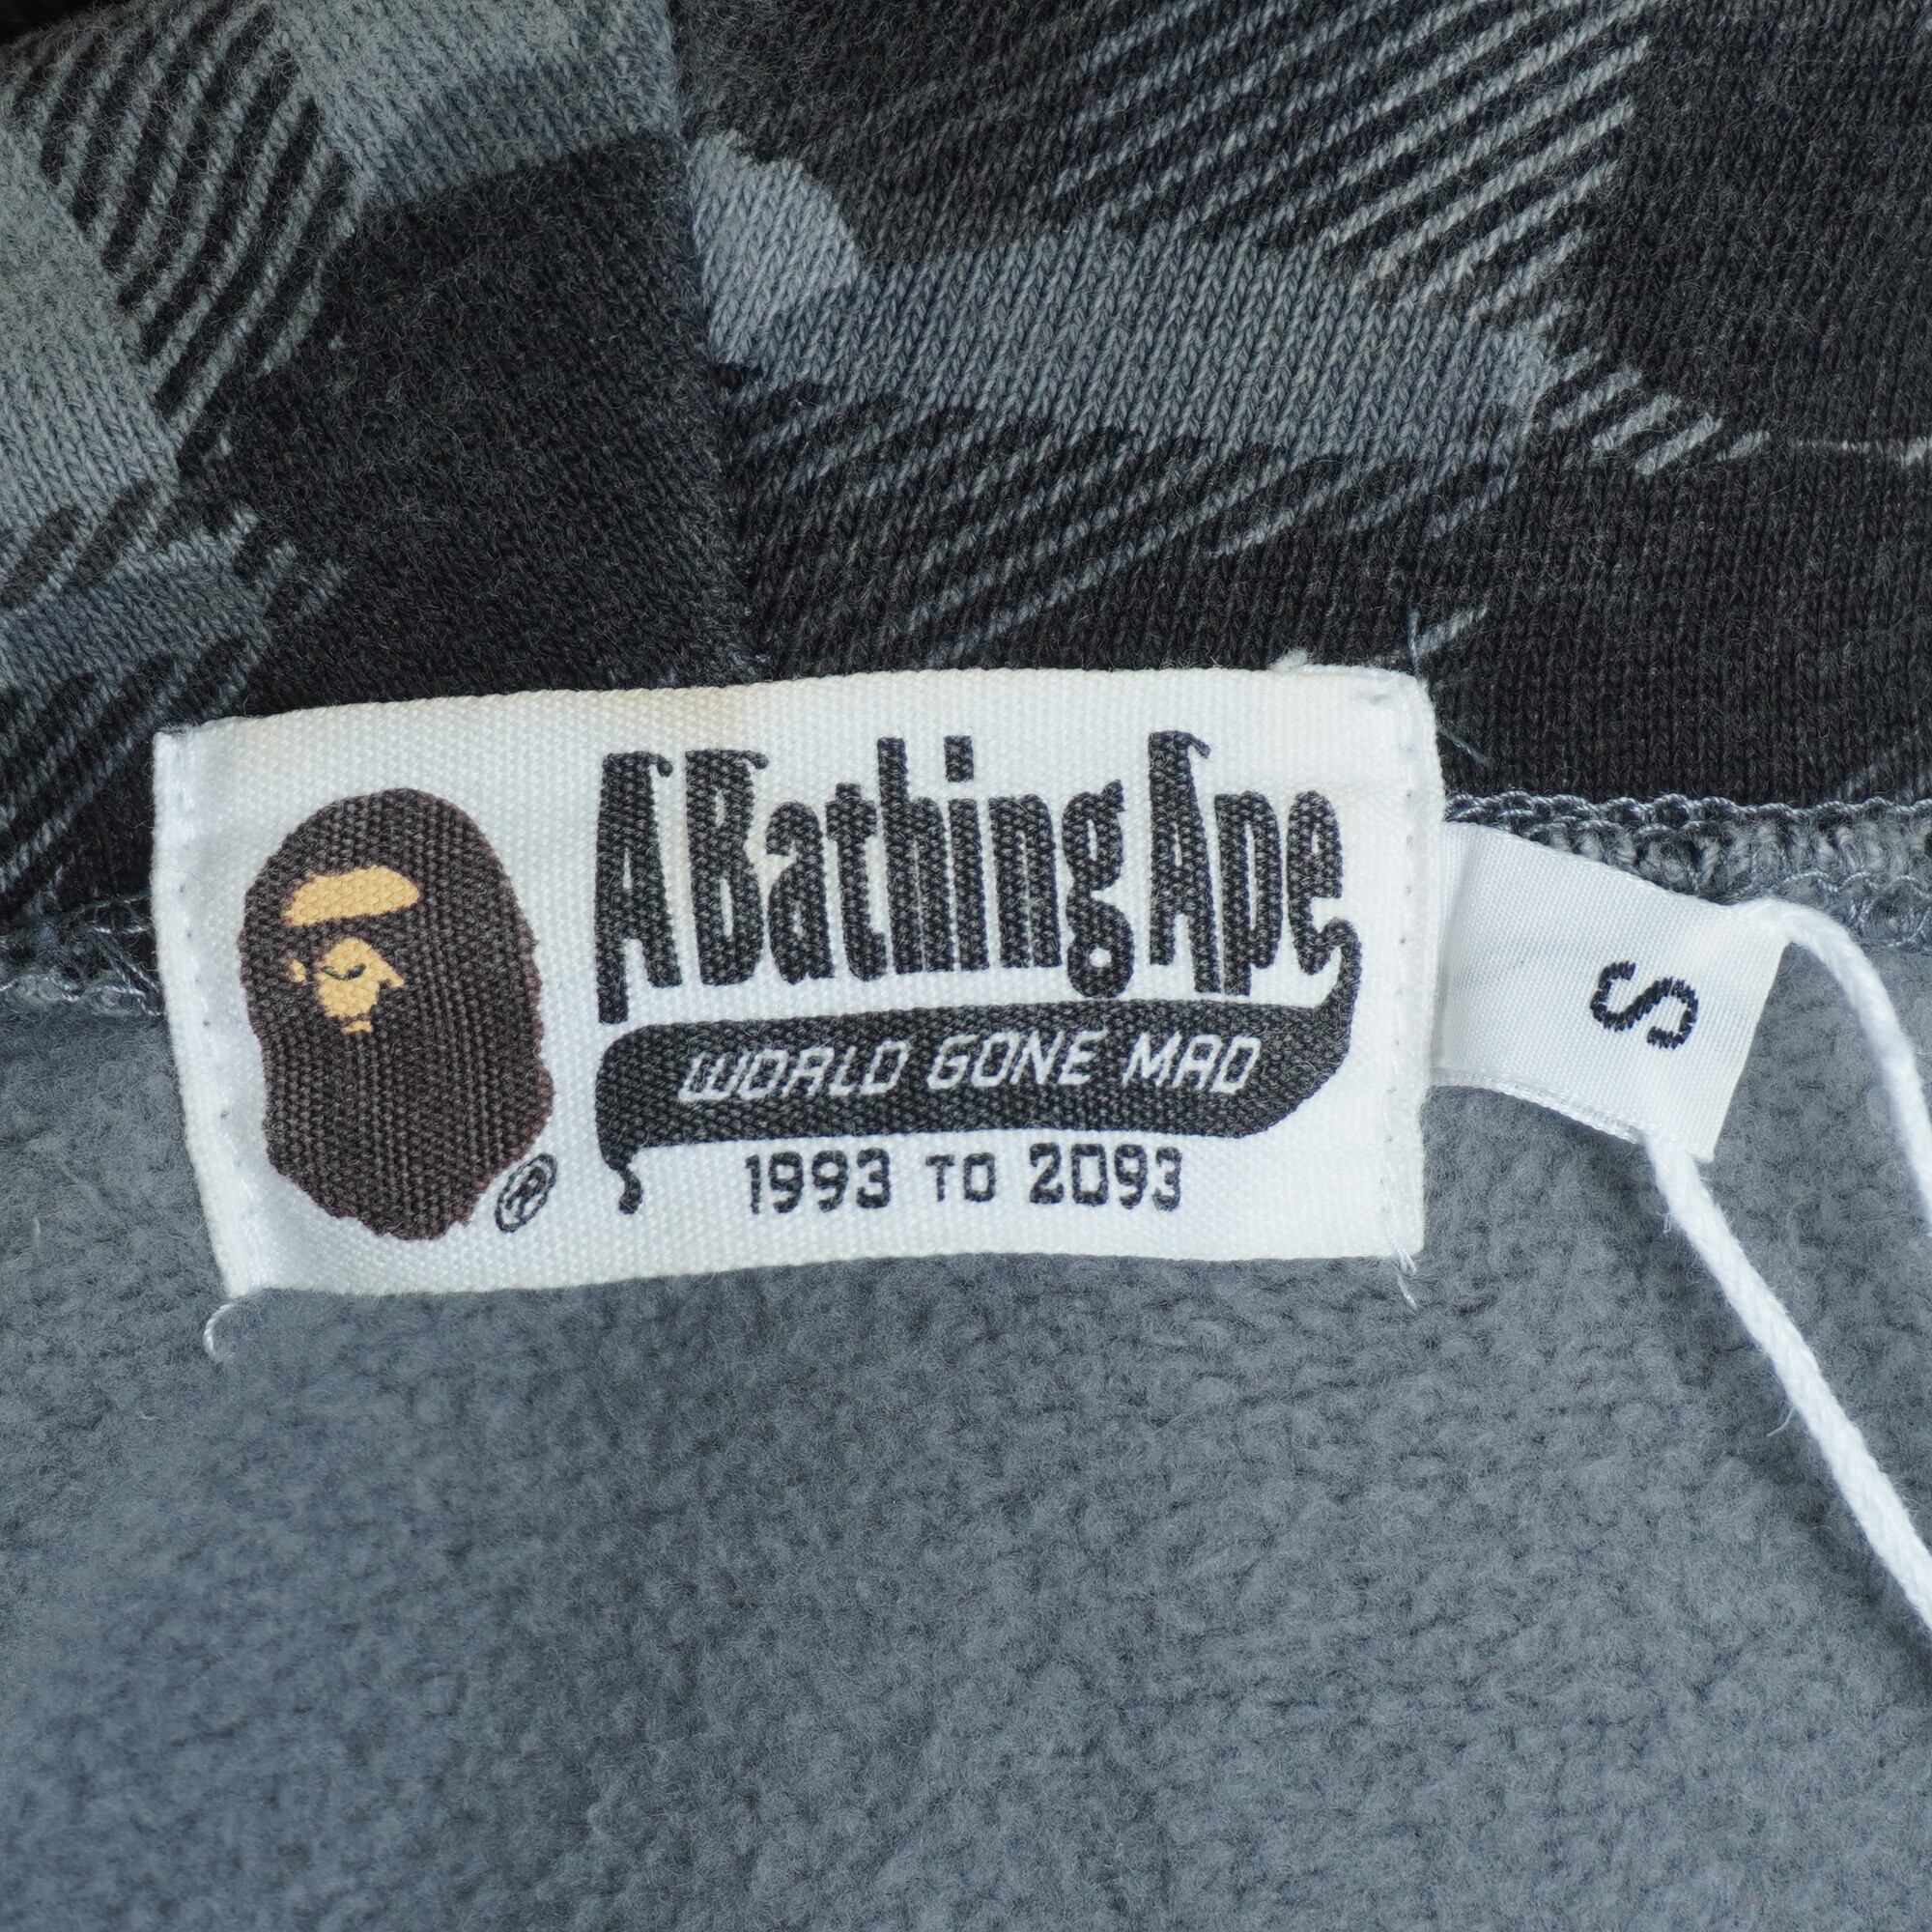 A Bathing Ape
WORLD GONE MAD
1993 TO 2093
®
S